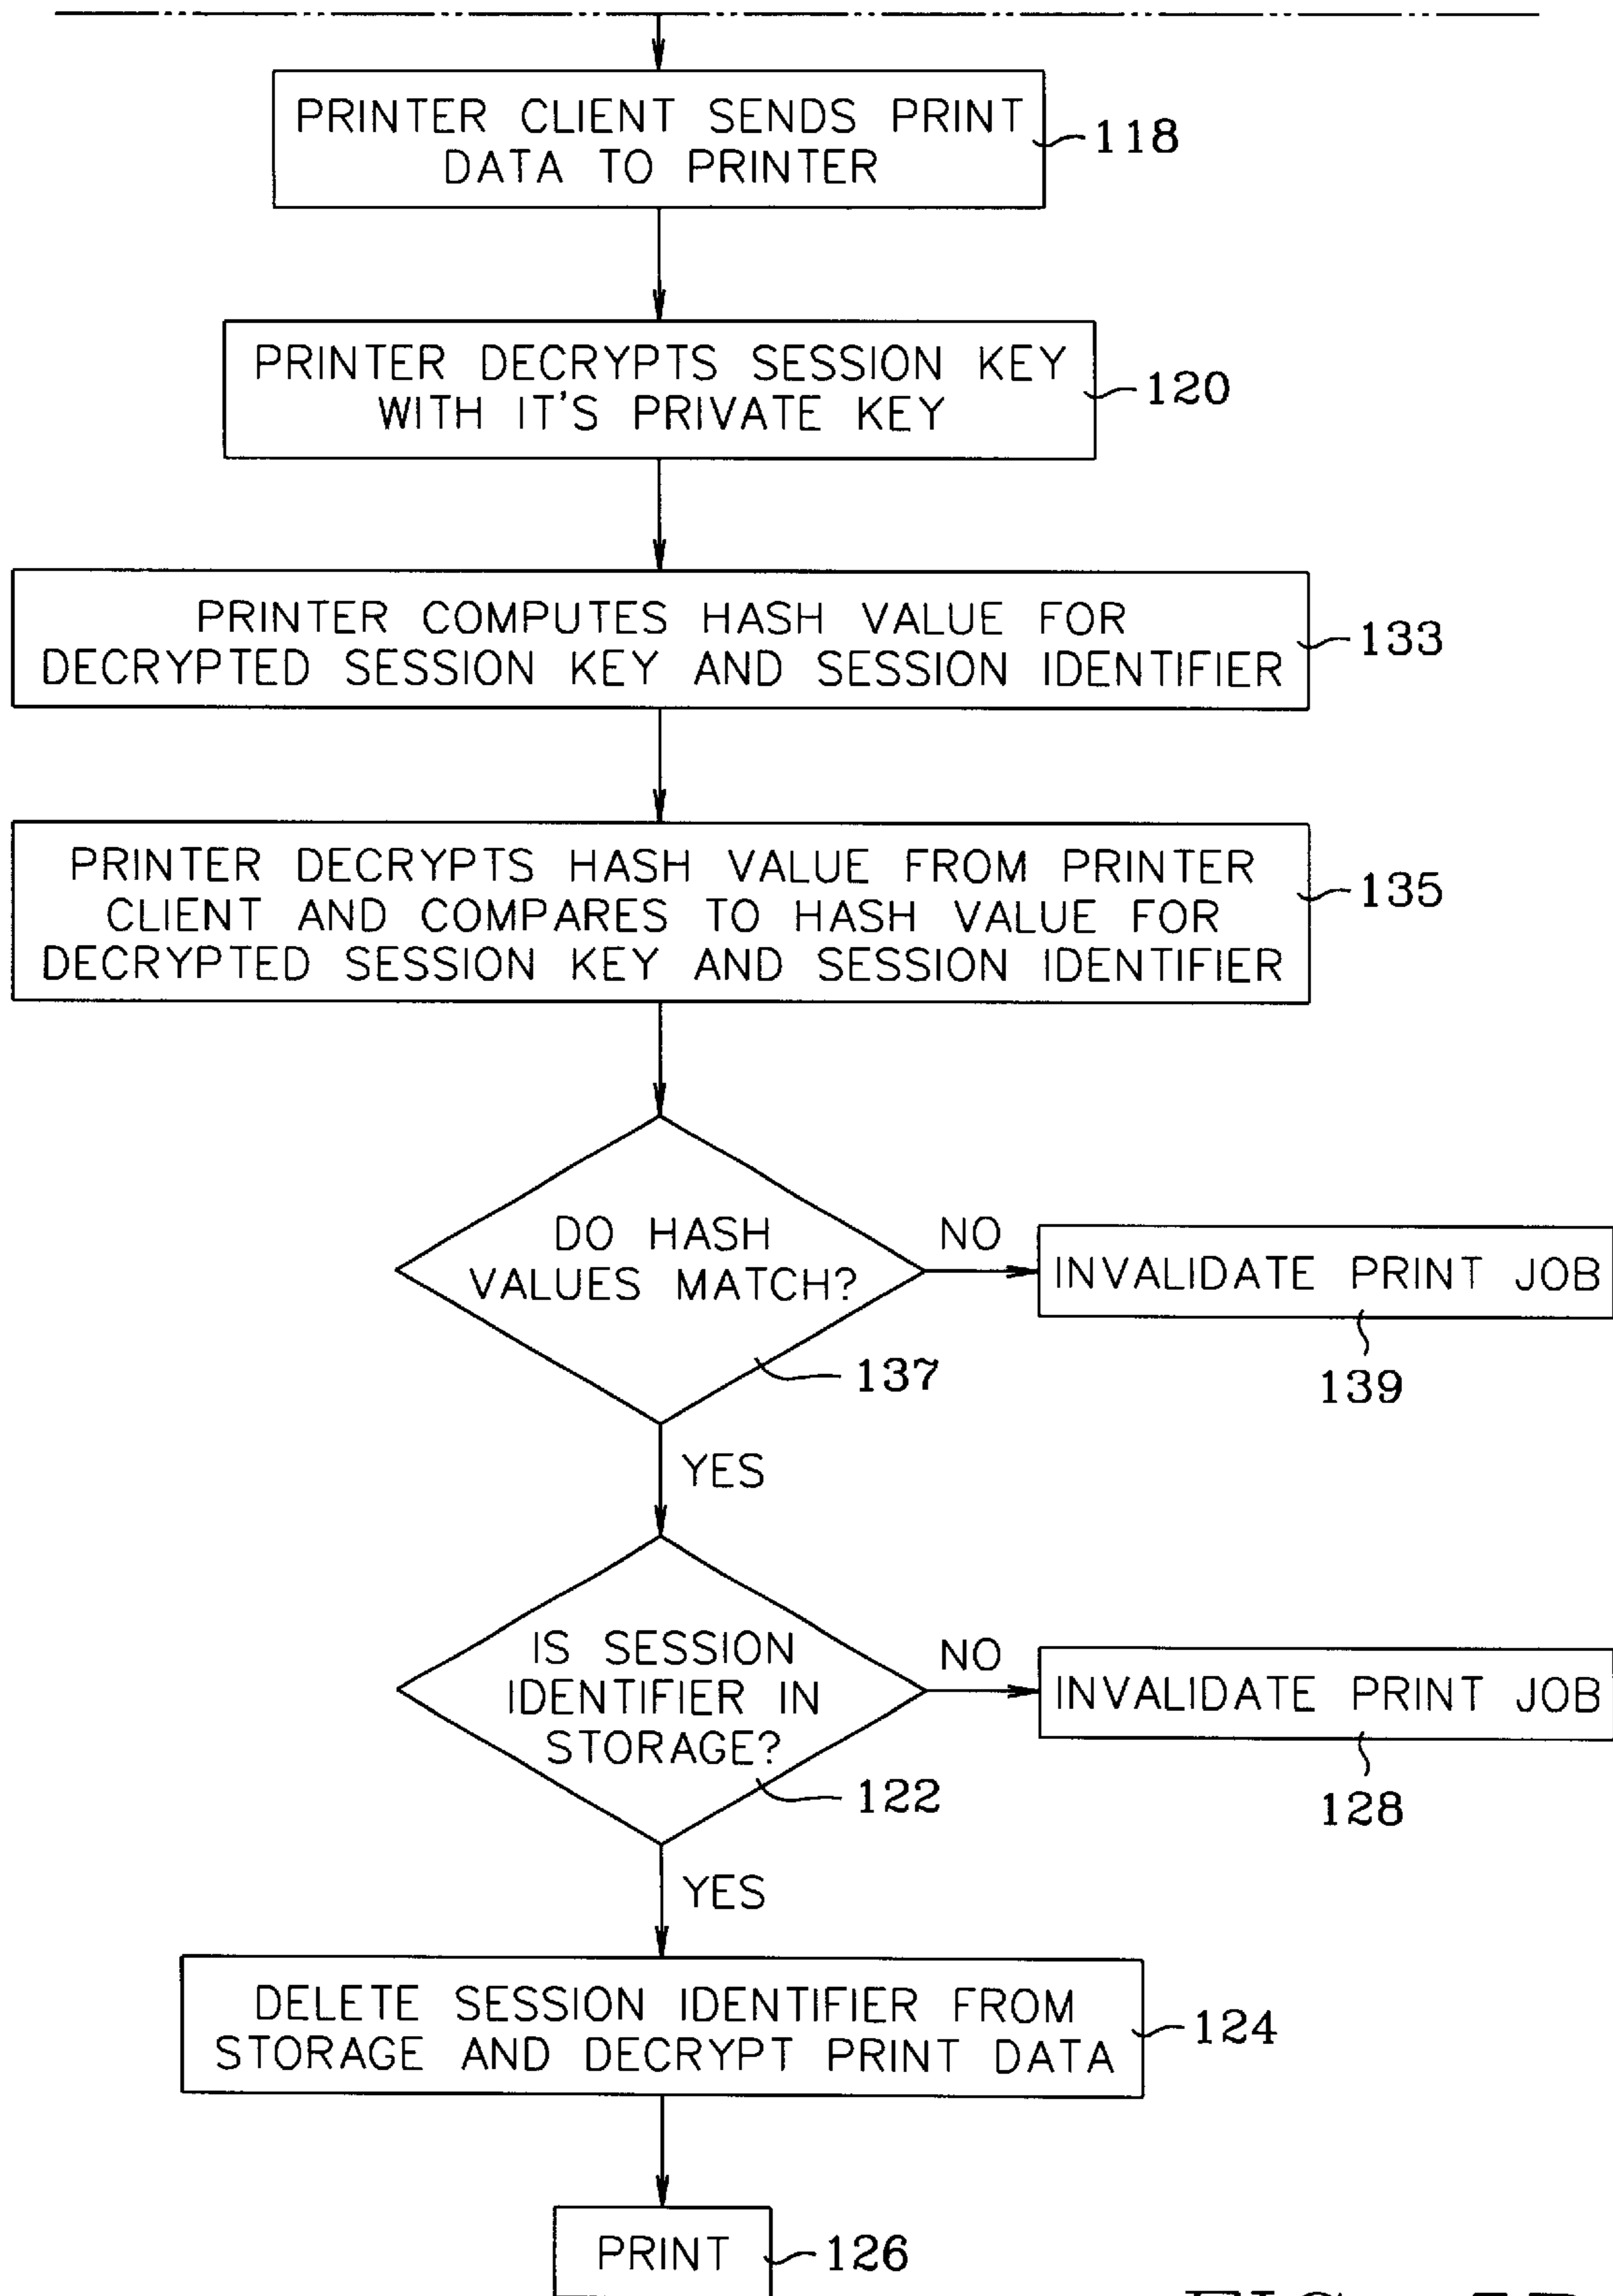 PRINTER CLIENT SENDS PRINT
DATA TO PRINTER
118
PRINTER DECRYPTS SESSION KEY
WITH IT'S PRIVATE KEY
120
PRINTER COMPUTES HASH VALUE FOR
DECRYPTED SESSION KEY AND SESSION IDENTIFIER
133
PRINTER DECRYPTS HASH VALUE FROM PRINTER
CLIENT AND COMPARES TO HASH VALUE FOR
DECRYPTED SESSION KEY AND SESSION IDENTIFIER
135
DO HASH
VALUES MATCH?
137
NO
INVALIDATE PRINT JOB
139
YES
IS SESSION
IDENTIFIER IN
STORAGE?
122
NO
INVALIDATE PRINT JOB
128
YES
DELETE SESSION IDENTIFIER FROM
STORAGE AND DECRYPT PRINT DATA
124
PRINT
126